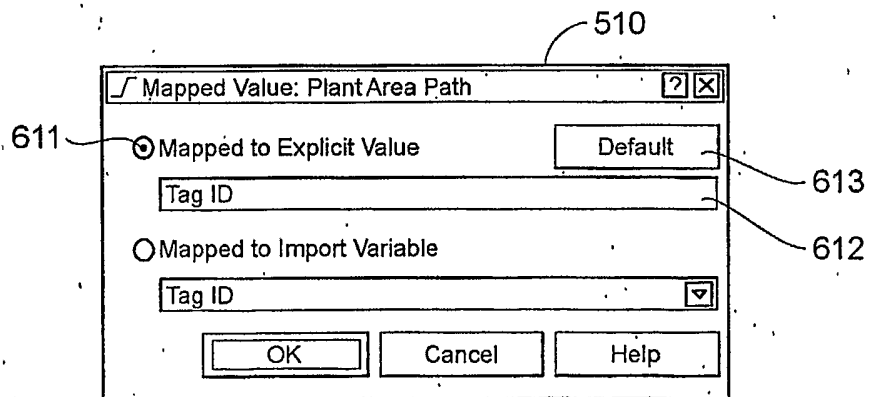 510
Mapped Value: Plant Area Path ? X
611 Mapped to Explicit Value Default
613
Tag ID
612
Mapped to Import Variable
Tag ID
OK Cancel Help